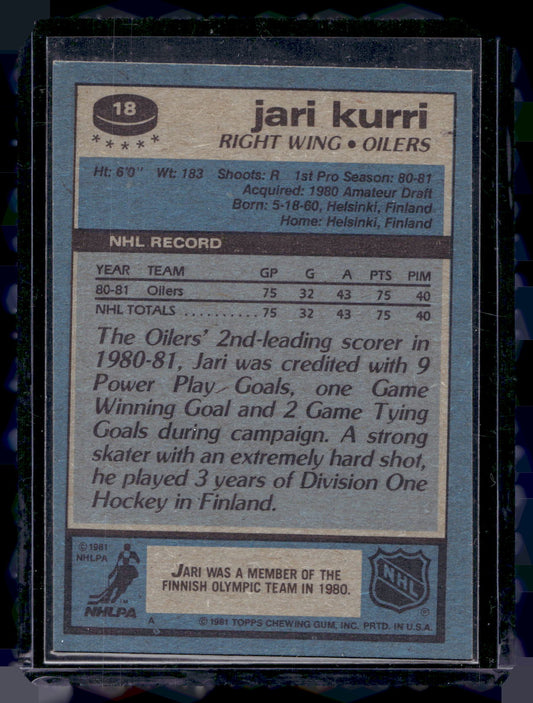 18
★ ★ ★ ★ ★
jari kurri
RIGHT WING • OILERS
Ht: 6'0" Wt: 183 Shoots: R 1st Pro Season: 80-81
Acquired: 1980 Amateur Draft
Born: 5-18-60, Helsinki, Finland
Home: Helsinki, Finland
NHL RECORD
YEAR TEAM GP G A PTS PIM
80-81 Oilers 75 32 43 75 40
NHL TOTALS .......... 75 32 43 75 40
The Oilers' 2nd-leading scorer in
1980-81, Jari was credited with 9
Power Play Goals, one Game
Winning Goal and 2 Game Tying
Goals during campaign. A strong
skater with an extremely hard shot,
he played 3 years of Division One
Hockey in Finland.
© 1981
NHLPA
NHLPA
JARI WAS A MEMBER OF THE
FINNISH OLYMPIC TEAM IN 1980.
NHL
®
A © 1981 TOPPS CHEWING GUM, INC. PRTD. IN U.S.A.